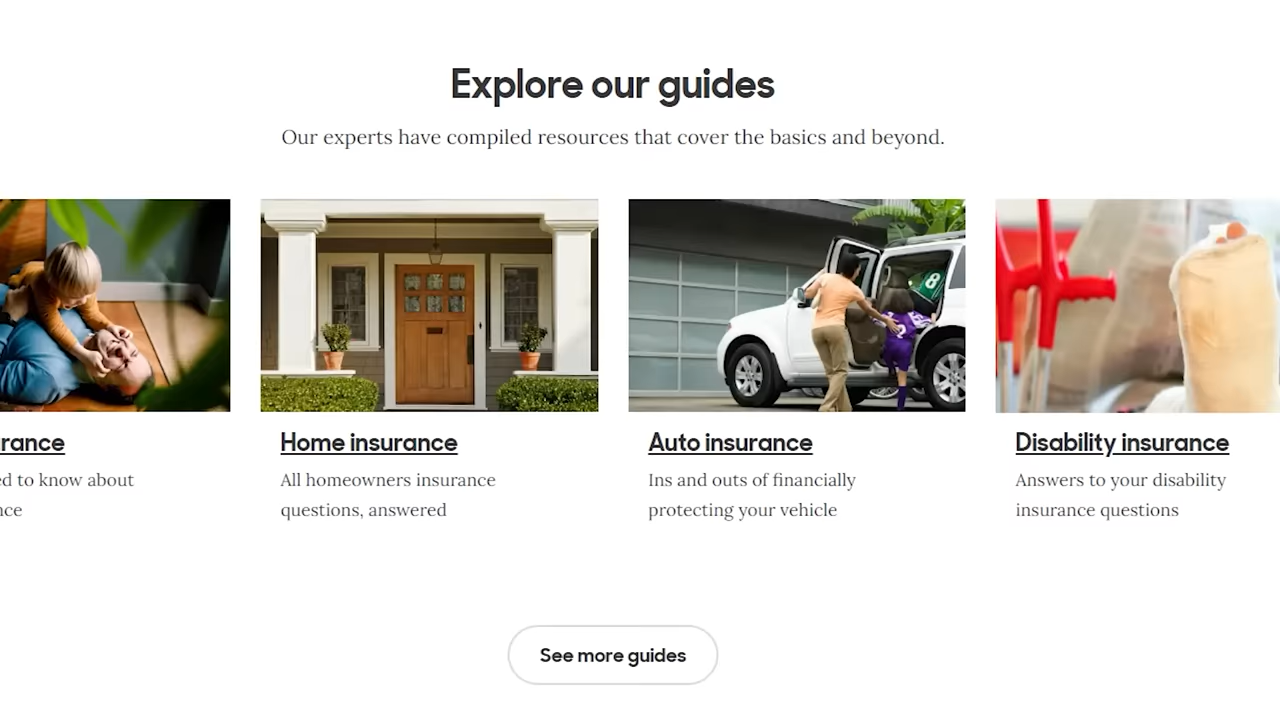 Explore our guides
Our experts have compiled resources that cover the basics and beyond.
8
Home insurance
Auto insurance
Disability insurance
to know about
All homeowners insurance
Ins and outs of financially
Answers to your disability
questions, answered
protecting your vehicle
insurance questions
See more guides